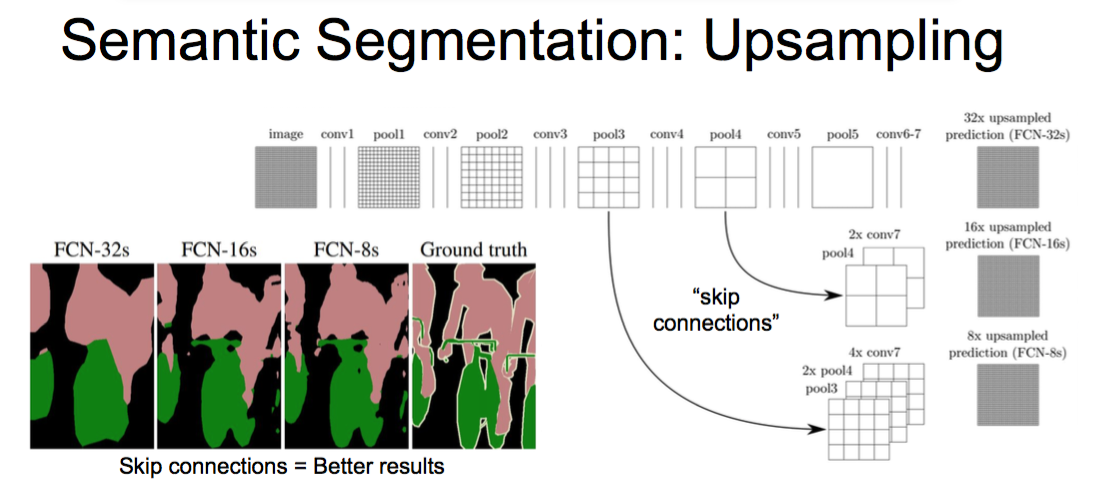 Semantic Segmentation: Upsampling
image conv1 pool1 conv2 pool2 conv3 pool3 conv4 pool4 conv5 pool5 conv6-7
32x upsampled
prediction (FCN-32s)
16x upsampled
prediction (FCN-16s)
2x conv7
pool4
FCN-32s FCN-16s FCN-8s Ground truth
“skip
connections”
8x upsampled
prediction (FCN-8s)
4x conv7
2x pool4
pool3
Skip connections = Better results